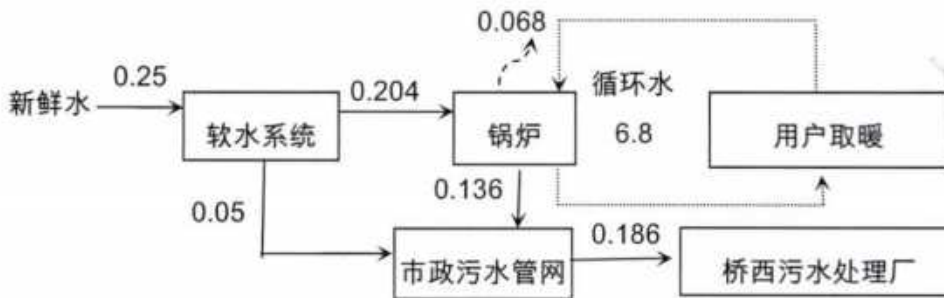 0.068
0.25
新鲜水
0.204
循环水
软水系统
锅炉
6.8
用户取暖
0.136
0.05
0.186
市政污水管网
桥西污水处理厂